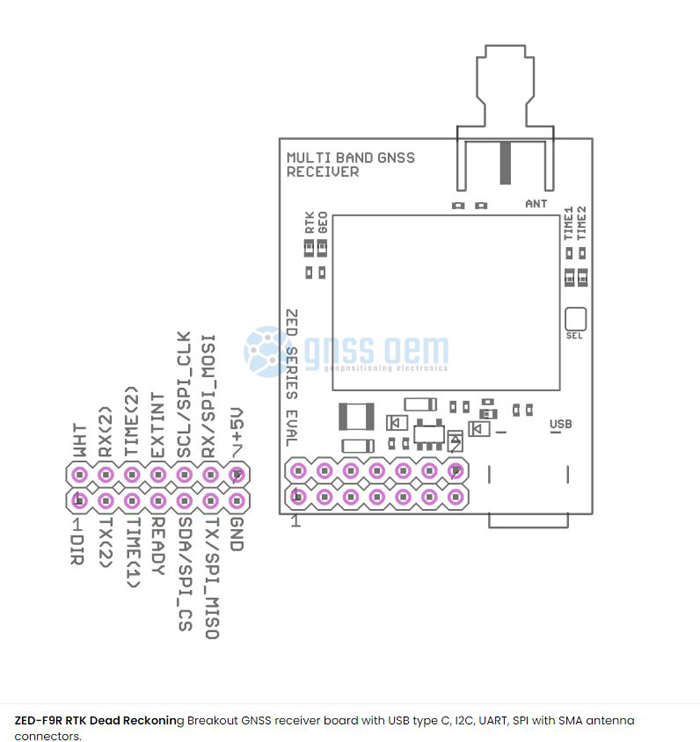 MULTI BAND GNSS
RECEIVER
ANT
RTK
GEO
TIME1
TIME2
SEL
ZED SERIES EVAL
gnss oem
geopositioning electronics
USB
1
WHT
RX(2)
TIME(2)
EXTINT
SCL/SPI_CLK
RX/SPI_MOSI
+5V
1
DIR
TX(2)
TIME(1)
READY
SDA/SPI_CS
TX/SPI_MISO
GND
ZED-F9R RTK Dead Reckoning Breakout GNSS receiver board with USB type C, I2C, UART, SPI with SMA antenna
connectors.